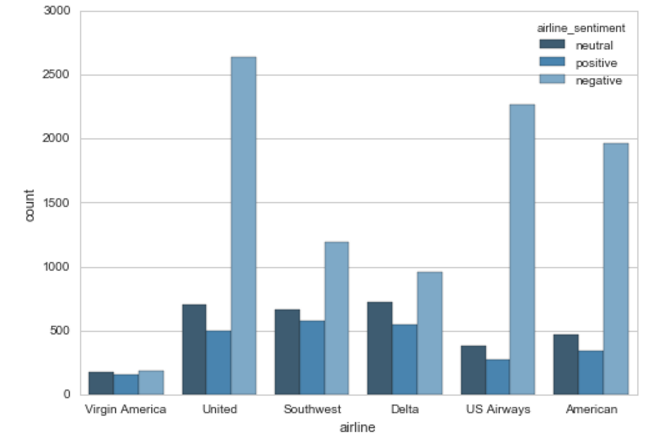 3000
2500
2000
1500
1000
500
0
count
airline_sentiment
neutral
positive
negative
Virgin America United Southwest Delta US Airways American
airline